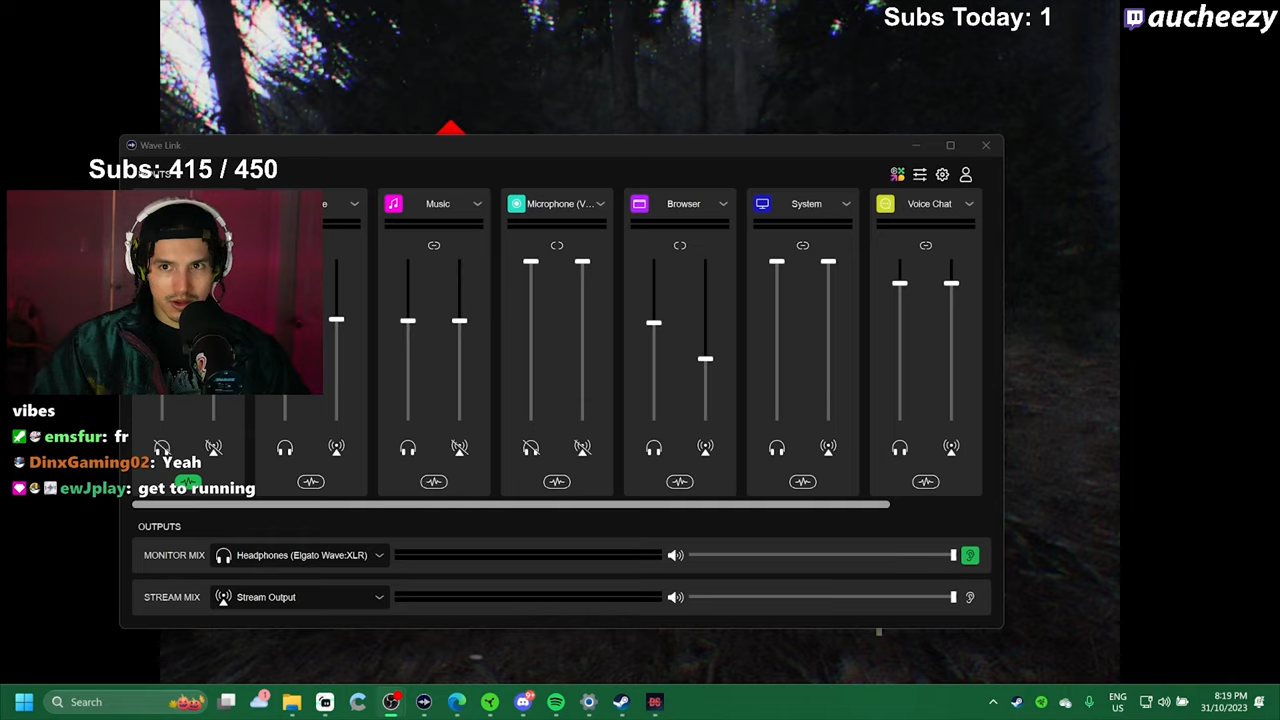 Subs Today: 1
aucheezy
Wave Link
Subs: 415 / 450
Music
Microphone (V...
Browser
System
Voice Chat
vibes
emsfur: fr
DinxGaming02: Yeah
ewJplay: get to running
OUTPUTS
MONITOR MIX
Headphones (Elgato Wave:XLR)
STREAM MIX
Stream Output
Search
ENG
US
8:19 PM
31/10/2023